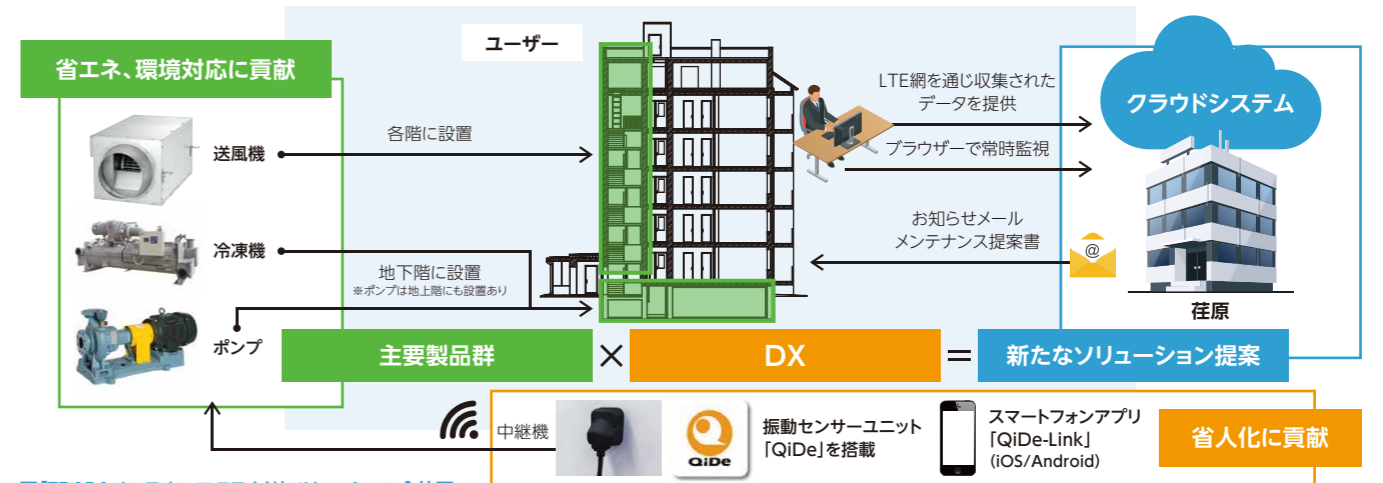 ユーザー
省エネ、環境対応に貢献
送風機
各階に設置
冷凍機
地下階に設置
※ポンプは地上階にも設置あり
ポンプ
LTE網を通じ収集された
データを提供
ブラウザーで常時監視
お知らせメール
メンテナンス提案書
@
クラウドシステム
荏原
主要製品群
×
DX
=
新たなソリューション提案
中継機
QiDe
振動センサーユニット
「QiDe」を搭載
スマートフォンアプリ
「QiDe-Link」
(iOS/Android)
省人化に貢献